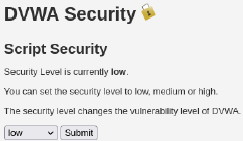 DVWA Security
Script Security
Security Level is currently low.
You can set the security level to low, medium or high.
The security level changes the vulnerability level of DVWA.
low Submit